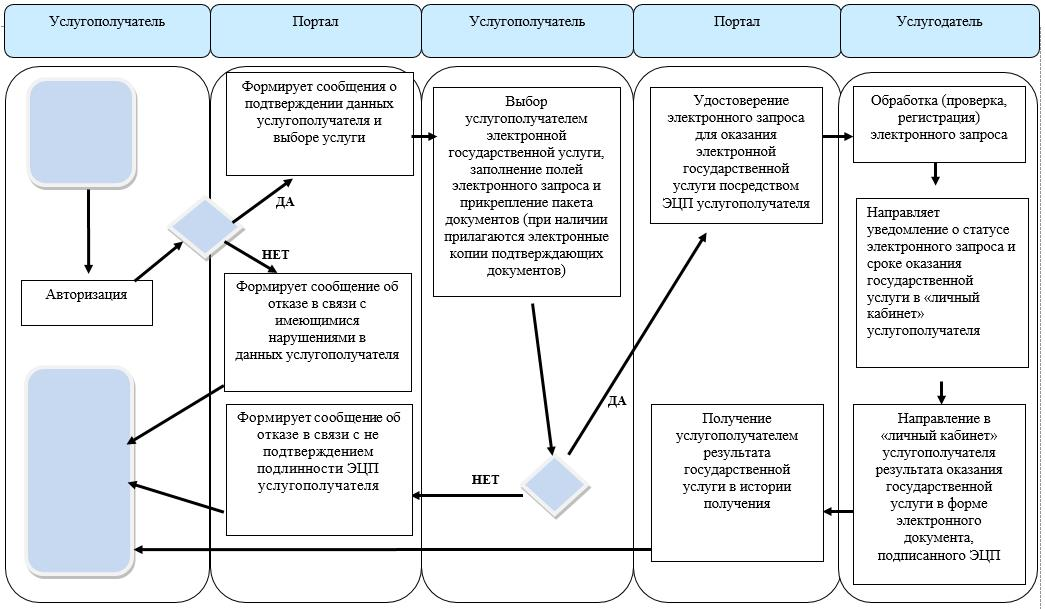 Услугополучатель
Портал
Услугополучатель
Портал
Услугодатель
Авторизация
Формирует сообщения о
подтверждении данных
услугополучателя и
выборе услуги
ДА
НЕТ
Формирует сообщение об
отказе в связи с
имеющимися
нарушениями в
данных услугополучателя
Формирует сообщение об
отказе в связи с не
подтверждением
подлинности ЭЦП
услугополучателя
Выбор
услугополучателем
электронной
государственной услуги,
заполнение полей
электронного запроса и
прикрепление пакета
документов (при наличии
прилагаются электронные
копии подтверждающих
документов)
НЕТ
ДА
Удостоверение
электронного запроса
для оказания
электронной
государственной
услуги посредством
ЭЦП услугополучателя
Получение
услугополучателем
результата
государственной
услуги в истории
получения
Обработка (проверка,
регистрация)
электронного запроса
Направляет
уведомление о статусе
электронного запроса и
сроке оказания
государственной
услуги в «личный
кабинет»
услугополучателя
Направление в
«личный кабинет»
услугополучателя
результата оказания
государственной
услуги в форме
электронного
документа,
подписанного ЭЦП